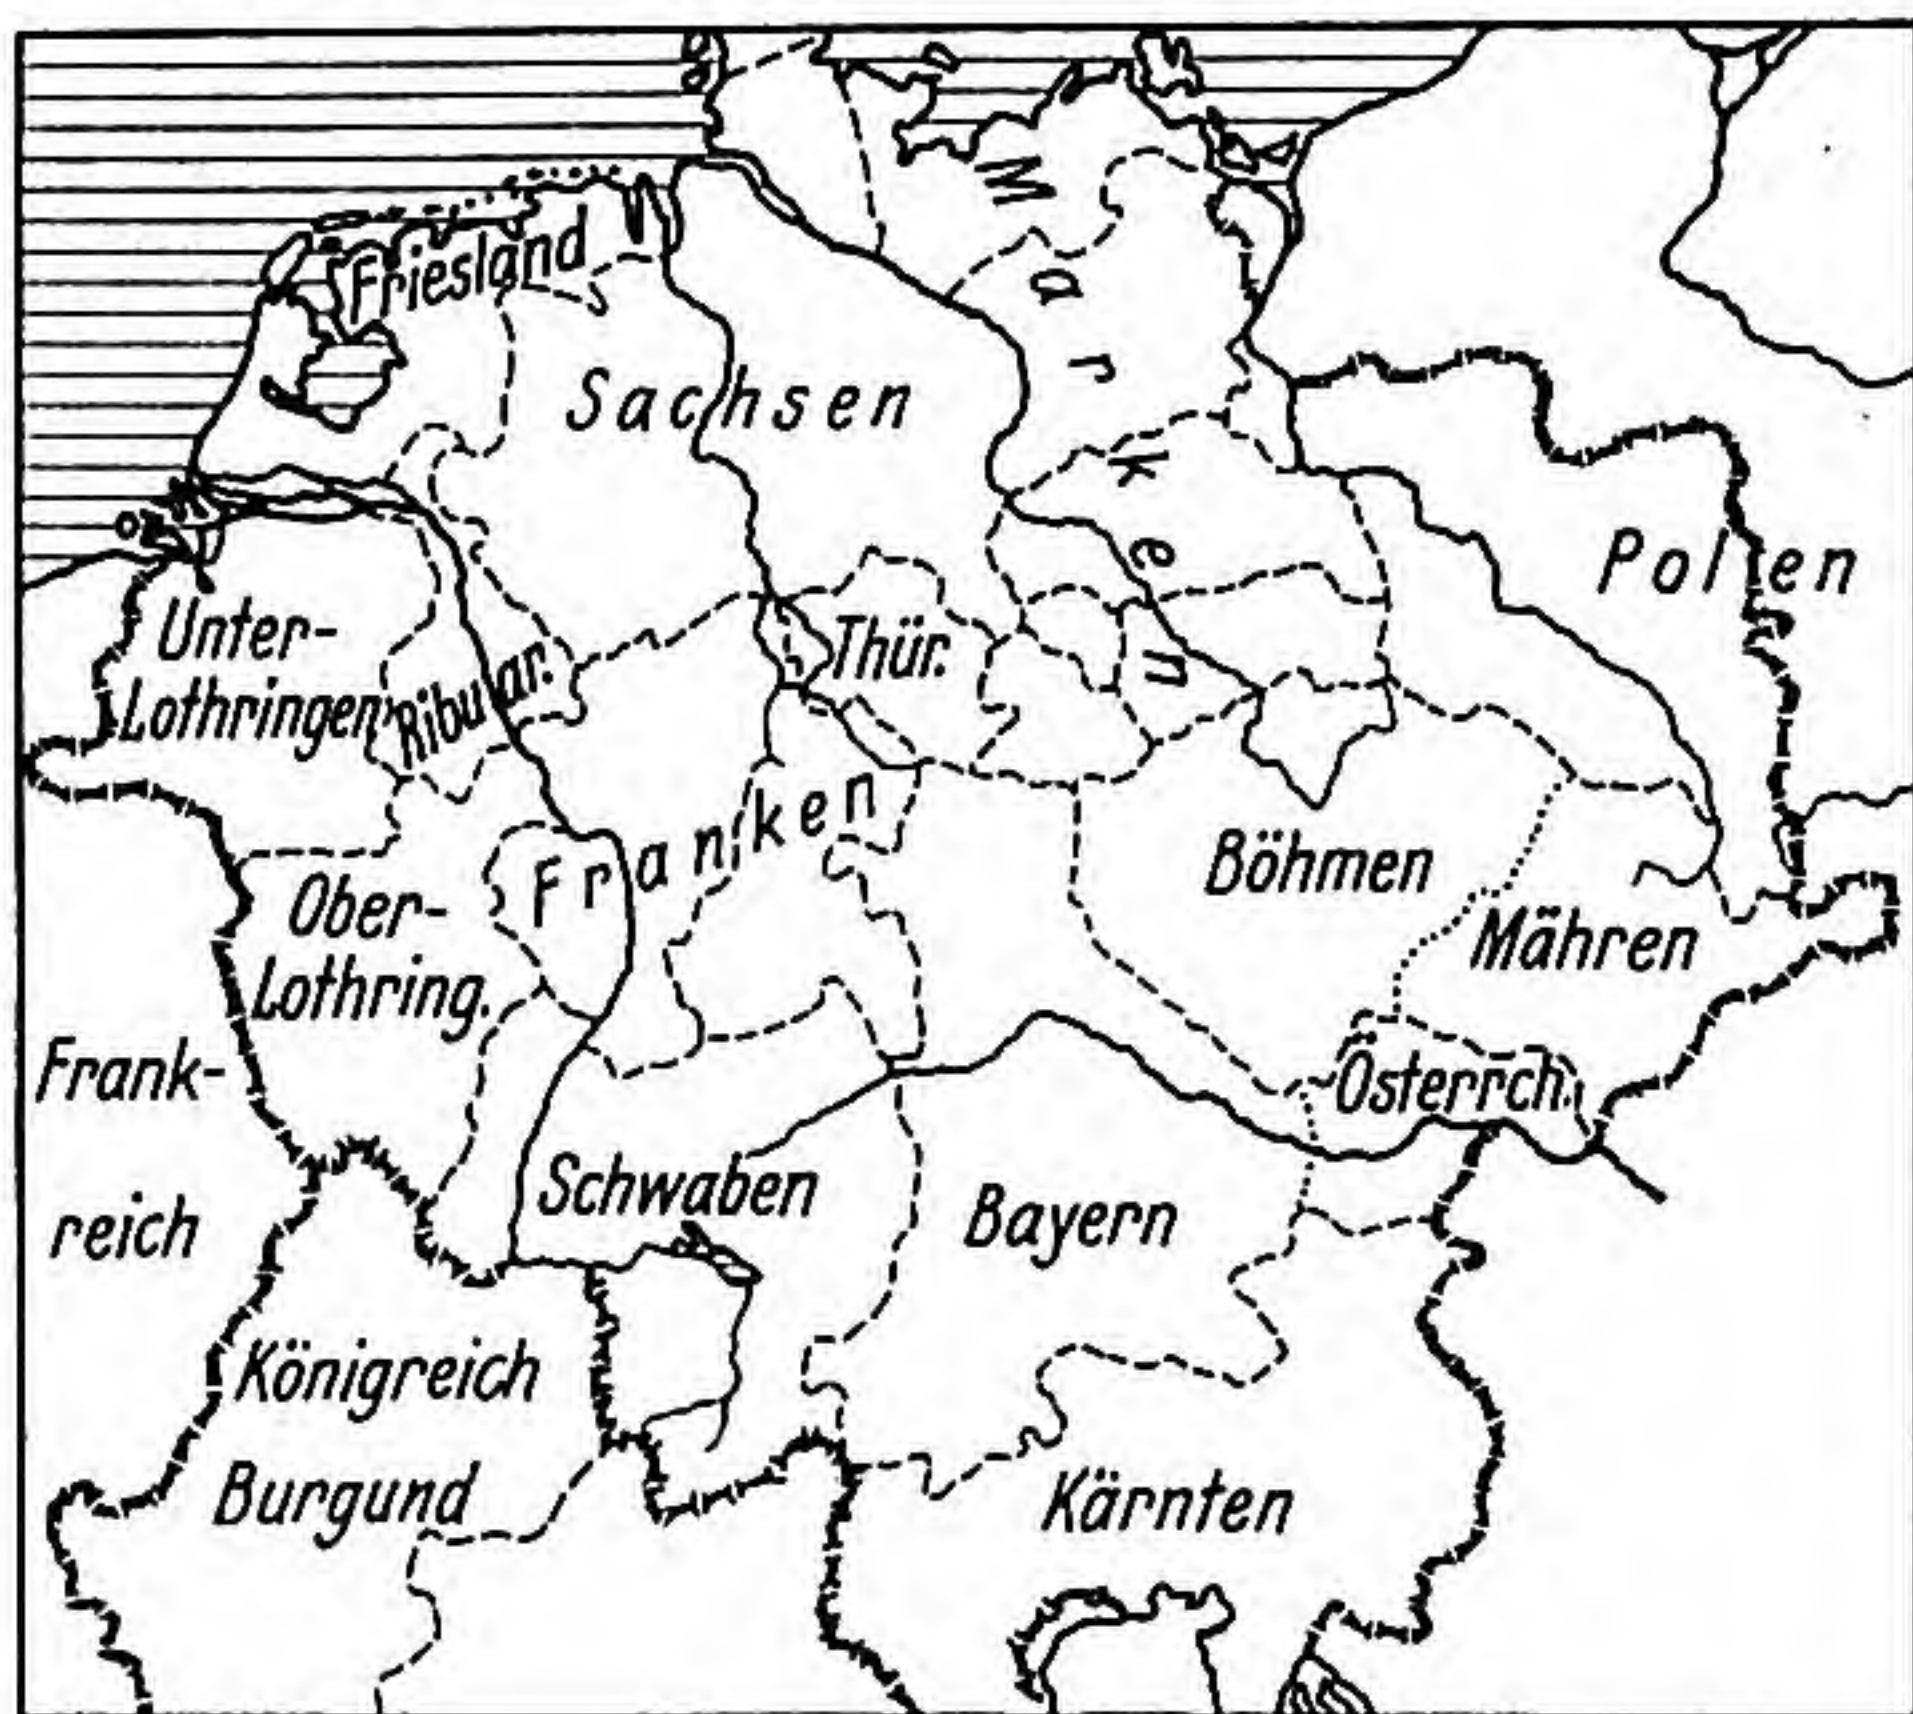 Friesland
Sachsen
Marken
Polen
Unter-
Lothringen
Ribuar.
Thür.
Franken
Böhmen
Mähren
Ober-
Lothring.
Österrch.
Frank-
reich
Schwaben
Bayern
Königreich
Burgund
Kärnten